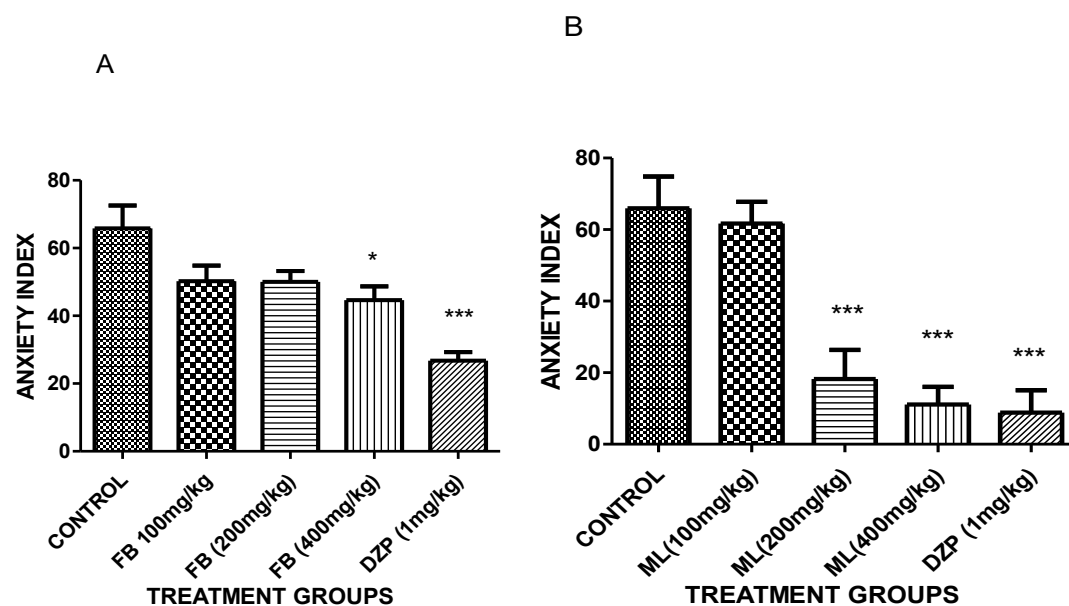 A
ANXIETY INDEX
80
60
40
20
0
*
***
CONTROL
FB 100mg/kg
FB (200mg/kg)
FB (400mg/kg)
DZP (1mg/kg)
TREATMENT GROUPS
B
ANXIETY INDEX
80
60
40
20
0
***
***
***
CONTROL
ML(100mg/kg)
ML(200mg/kg)
ML(400mg/kg)
DZP (1mg/kg)
TREATMENT GROUPS